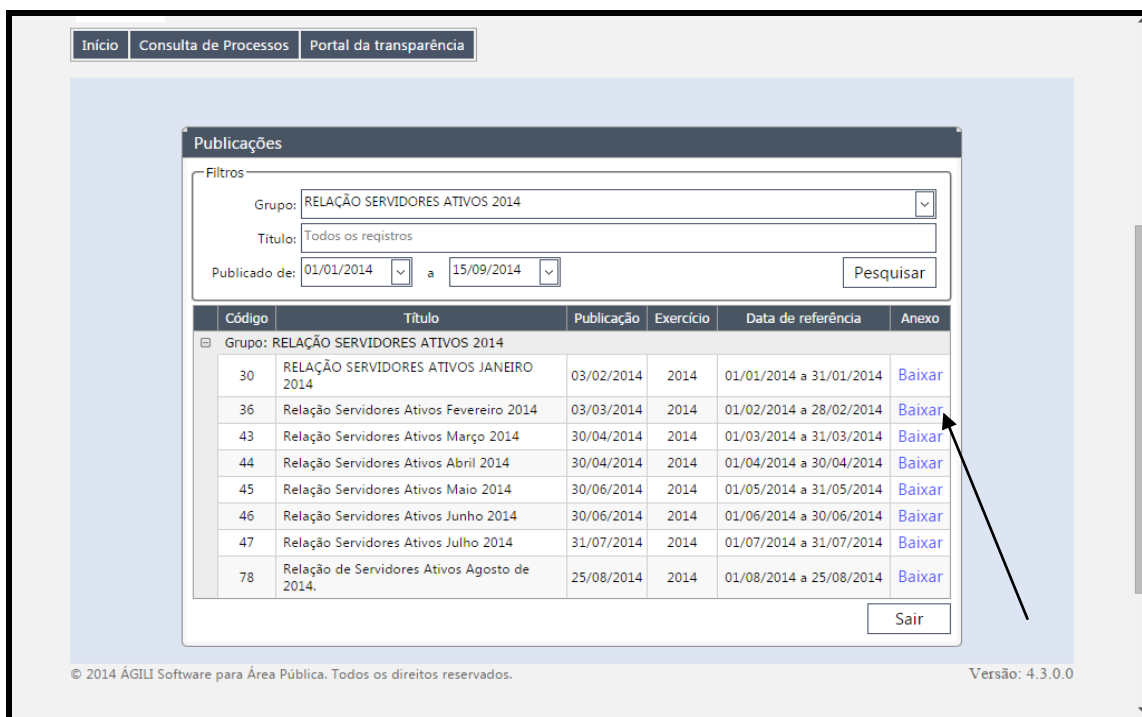 Início Consulta de Processos Portal da transparência
Publicações
Filtros
Grupo: RELAÇÃO SERVIDORES ATIVOS 2014
Título: Todos os registros
Publicado de: 01/01/2014 a 15/09/2014 Pesquisar
Código Título Publicação Exercício Data de referência Anexo
Grupo: RELAÇÃO SERVIDORES ATIVOS 2014
30 RELAÇÃO SERVIDORES ATIVOS JANEIRO 2014 03/02/2014 2014 01/01/2014 a 31/01/2014 Baixar
36 Relação Servidores Ativos Fevereiro 2014 03/03/2014 2014 01/02/2014 a 28/02/2014 Baixar
43 Relação Servidores Ativos Março 2014 30/04/2014 2014 01/03/2014 a 31/03/2014 Baixar
44 Relação Servidores Ativos Abril 2014 30/04/2014 2014 01/04/2014 a 30/04/2014 Baixar
45 Relação Servidores Ativos Maio 2014 30/06/2014 2014 01/05/2014 a 31/05/2014 Baixar
46 Relação Servidores Ativos Junho 2014 30/06/2014 2014 01/06/2014 a 30/06/2014 Baixar
47 Relação Servidores Ativos Julho 2014 31/07/2014 2014 01/07/2014 a 31/07/2014 Baixar
78 Relação de Servidores Ativos Agosto de 2014. 25/08/2014 2014 01/08/2014 a 25/08/2014 Baixar
Sair
© 2014 ÁGILI Software para Área Pública. Todos os direitos reservados. Versão: 4.3.0.0